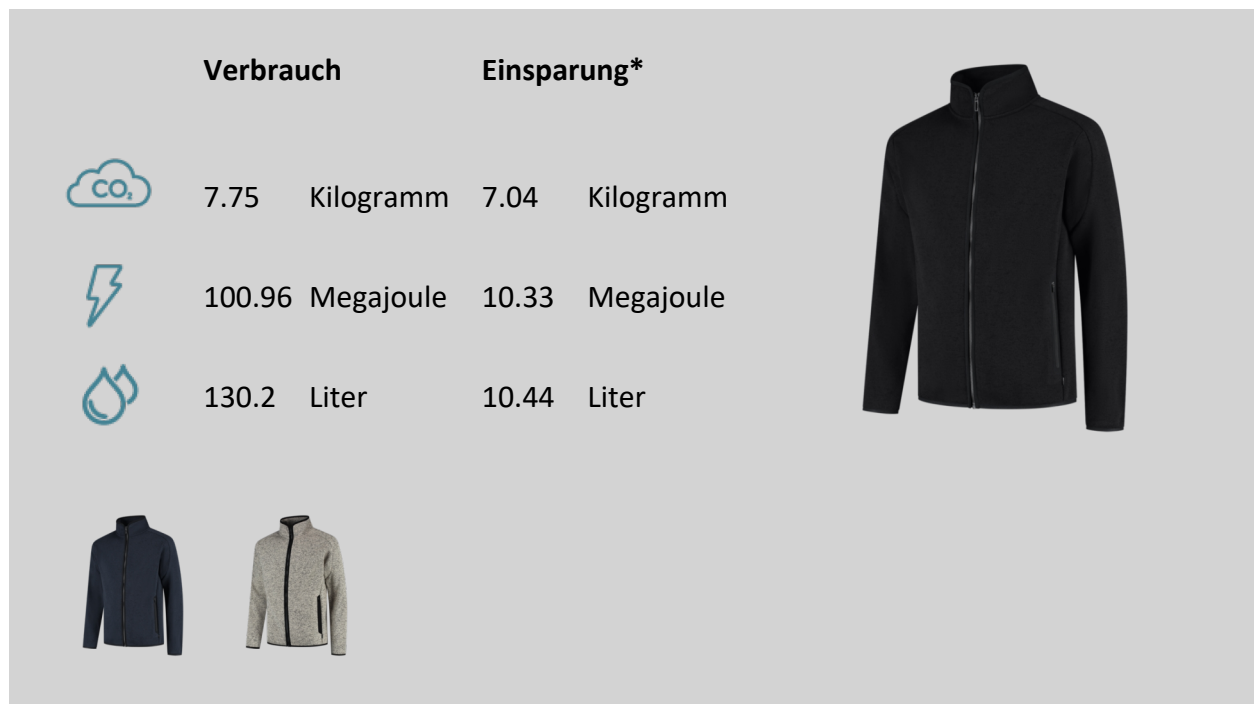 Verbrauch Einsparung*
CO₂
7.75 Kilogramm 7.04 Kilogramm
100.96 Megajoule 10.33 Megajoule
130.2 Liter 10.44 Liter